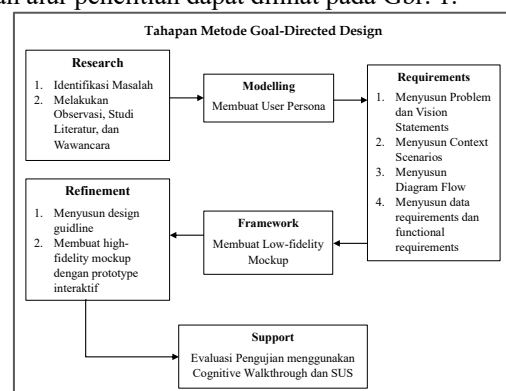 alur penelitian dapat dilihat pada Gbr. 1.
Tahapan Metode Goal-Directed Design
Research
1. Identifikasi Masalah
2. Melakukan
Observasi, Studi
Literatur, dan
Wawancara
Modelling
Membuat User Persona
Requirements
1. Menyusun Problem
dan Vision
Statements
2. Menyusun Context
Scenarios
3. Menyusun
Diagram Flow
4. Menyusun data
requirements dan
functional
requirements
Framework
Membuat Low-fidelity
Mockup
Refinement
1. Menyusun design
guidline
2. Membuat high-
fidelity mockup
dengan prototype
interaktif
Support
Evaluasi Pengujian menggunakan
Cognitive Walkthrough dan SUS